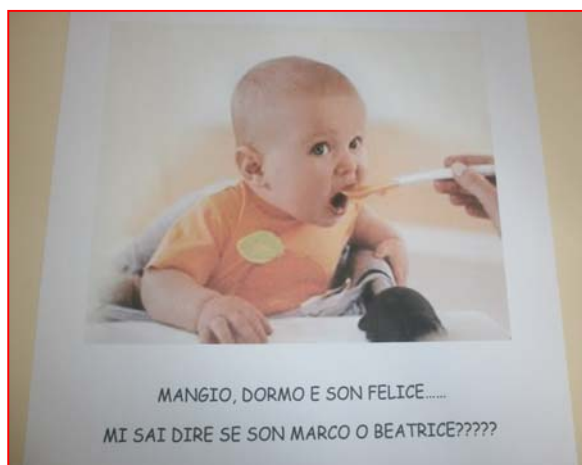 MANGIO, DORMO E SON FELICE......
MI SAI DIRE SE SON MARCO O BEATRICE?????